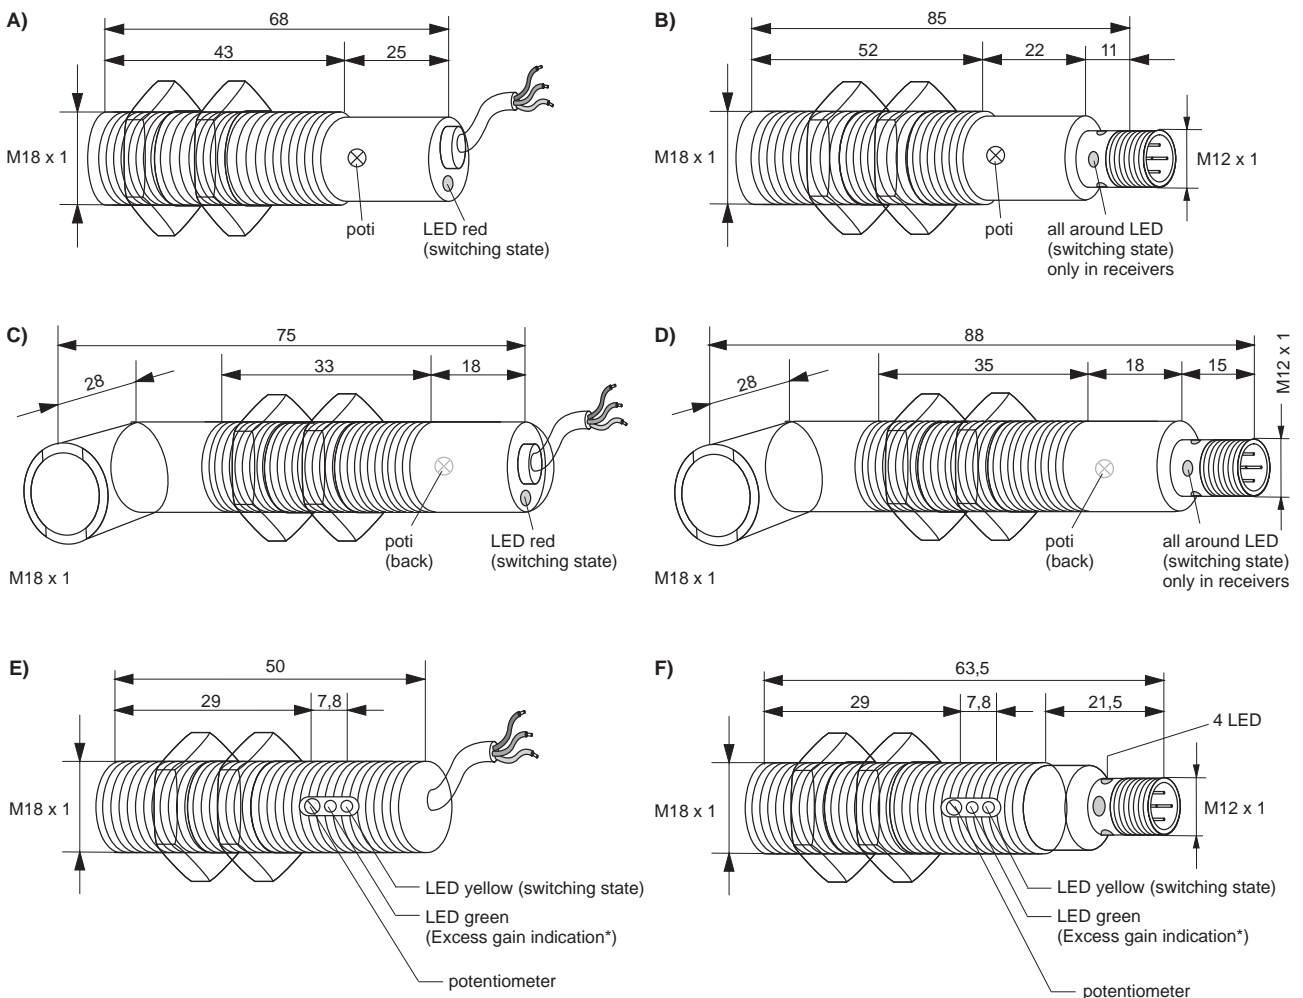 A)
68
43
25
M18 x 1
poti
LED red
(switching state)
B)
85
52
22
11
M18 x 1
M12 x 1
poti
all around LED
(switching state)
only in receivers
C)
75
28
33
18
poti
(back)
LED red
(switching state)
M18 x 1
D)
88
28
35
18
15
M12 x 1
poti
(back)
all around LED
(switching state)
only in receivers
M18 x 1
E)
50
29
7,8
M18 x 1
LED yellow (switching state)
LED green
(Excess gain indication*)
potentiometer
F)
63,5
29
7,8
21,5
4 LED
M18 x 1
M12 x 1
LED yellow (switching state)
LED green
(Excess gain indication*)
potentiometer